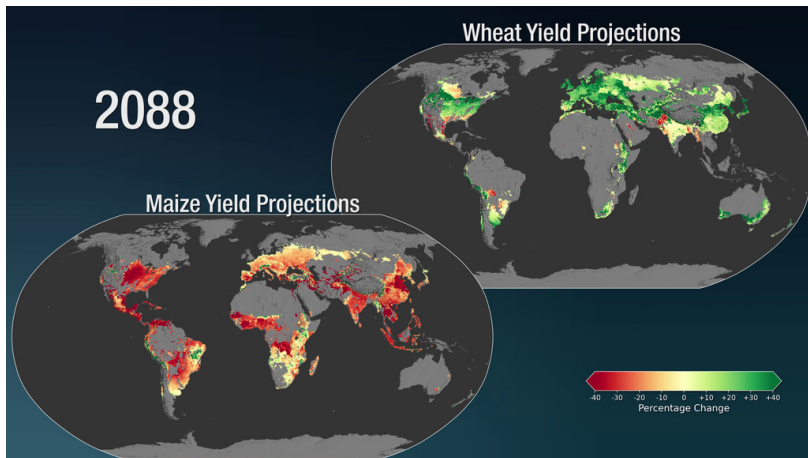 Wheat Yield Projections
2088
Maize Yield Projections
-40 -30 -20 -10 0 +10 +20 +30 +40
Percentage Change